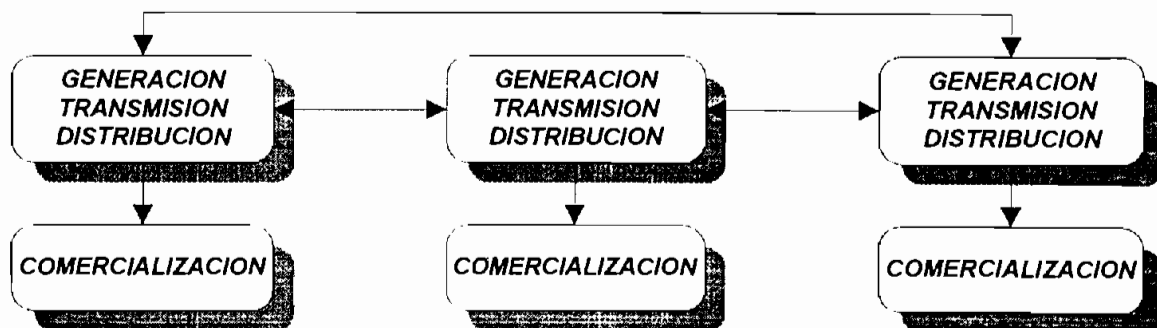 GENERACION
TRANSMISION
DISTRIBUCION
GENERACION
TRANSMISION
DISTRIBUCION
GENERACION
TRANSMISION
DISTRIBUCION
COMERCIALIZACION
COMERCIALIZACION
COMERCIALIZACION